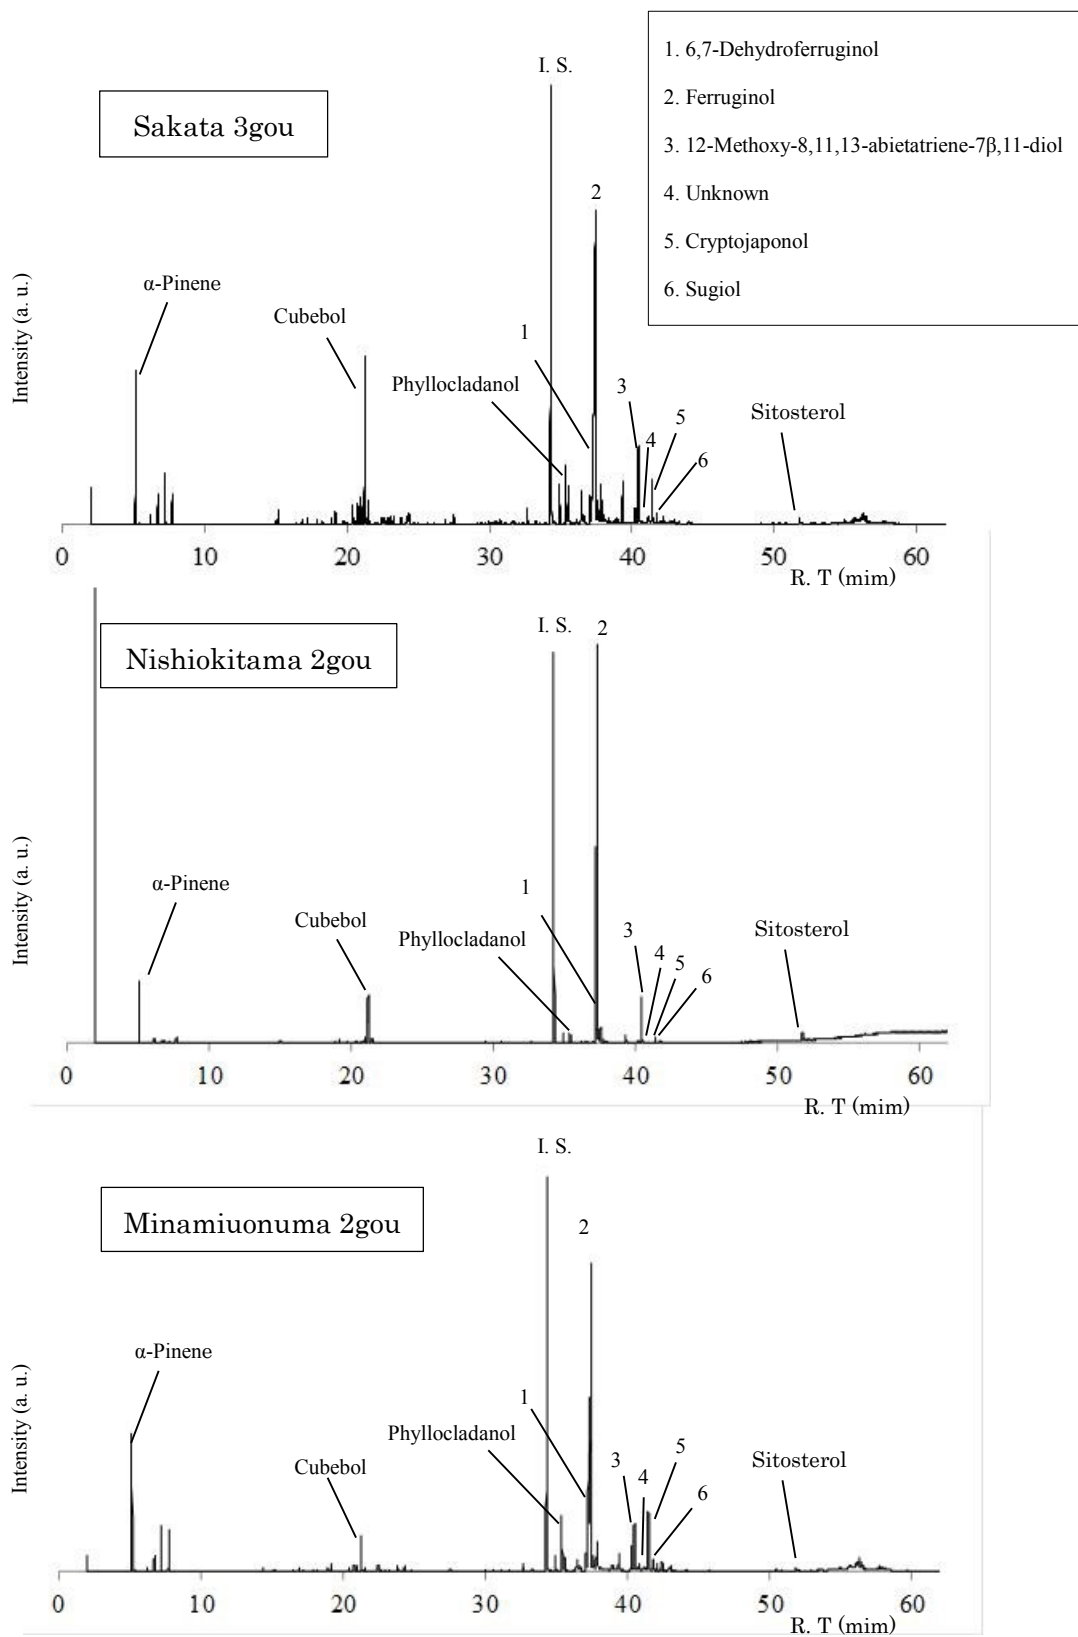 I. S.
Sakata 3gou
1. 6,7-Dehydroferruginol
2. Ferruginol
3. 12-Methoxy-8,11,13-abietatriene-7β,11-diol
4. Unknown
5. Cryptojaponol
6. Sugiol
2
α-Pinene
Cubebol
1
Phyllocladanol
3
4
5
6
Sitosterol
Intensity (a. u.)
0 10 20 30 40 50 60
R. T (mim)
I. S.
2
Nishiokitama 2gou
α-Pinene
Cubebol
1
Phyllocladanol
3
4
5
6
Sitosterol
Intensity (a. u.)
0 10 20 30 40 50 60
R. T (mim)
I. S.
Minamiuonuma 2gou
2
α-Pinene
Cubebol
1
Phyllocladanol
3
4
5
6
Sitosterol
Intensity (a. u.)
0 10 20 30 40 50 60
R. T (mim)